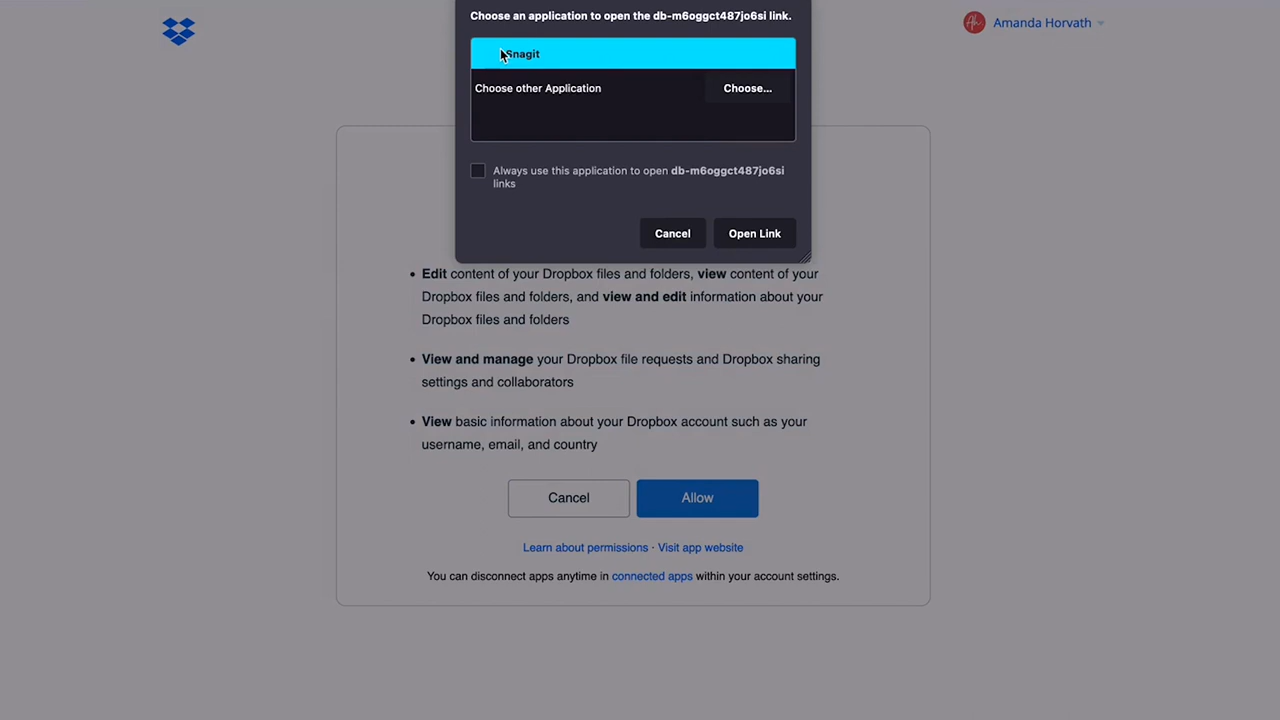 Choose an application to open the db-m6oggct487jo6si link.
Ah Amanda Horvath
Snagit
Choose other Application Choose...
Always use this application to open db-m6oggct487jo6si
links
Cancel Open Link
• Edit content of your Dropbox files and folders, view content of your
Dropbox files and folders, and view and edit information about your
Dropbox files and folders
• View and manage your Dropbox file requests and Dropbox sharing
settings and collaborators
• View basic information about your Dropbox account such as your
username, email, and country
Cancel Allow
Learn about permissions · Visit app website
You can disconnect apps anytime in connected apps within your account settings.